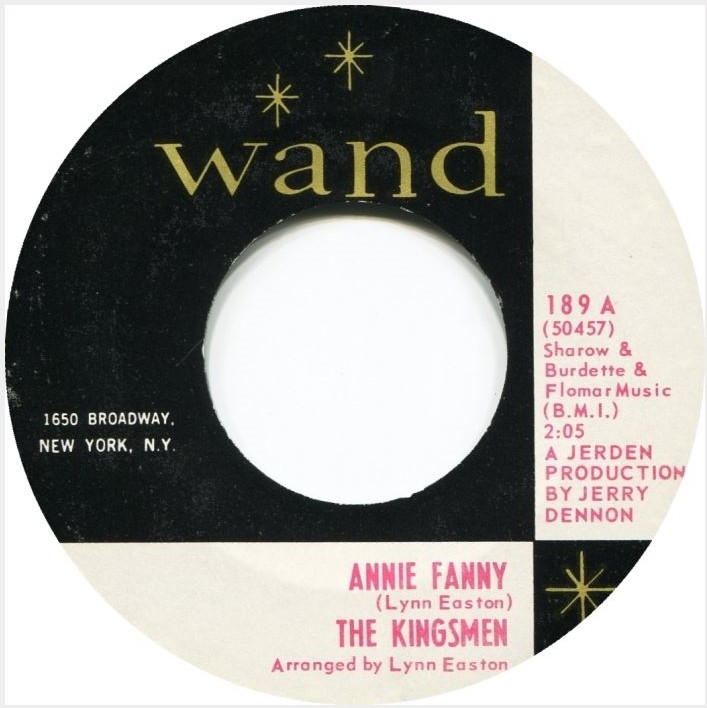 wand
1650 BROADWAY,
NEW YORK, N.Y.
189 A
(50457)
Sharow &
Burdette &
Flomar Music
(B.M.I.)
2:05
A JERDEN
PRODUCTION
BY JERRY
DENNON
ANNIE FANNY
(Lynn Easton)
THE KINGSMEN
Arranged by Lynn Easton